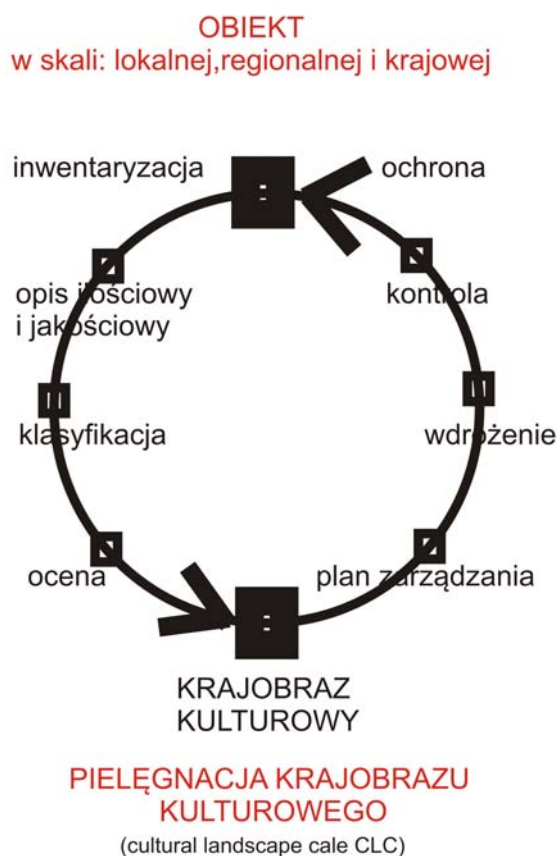 OBIEKT
w skali: lokalnej,regionalnej i krajowej
inwentaryzacja
ochrona
opis ilościowy
i jakościowy
kontrola
klasyfikacja
wdrożenie
ocena
plan zarządzania
KRAJOBRAZ
KULTUROWY
PIELĘGNACJA KRAJOBRAZU
KULTUROWEGO
(cultural landscape cale CLC)